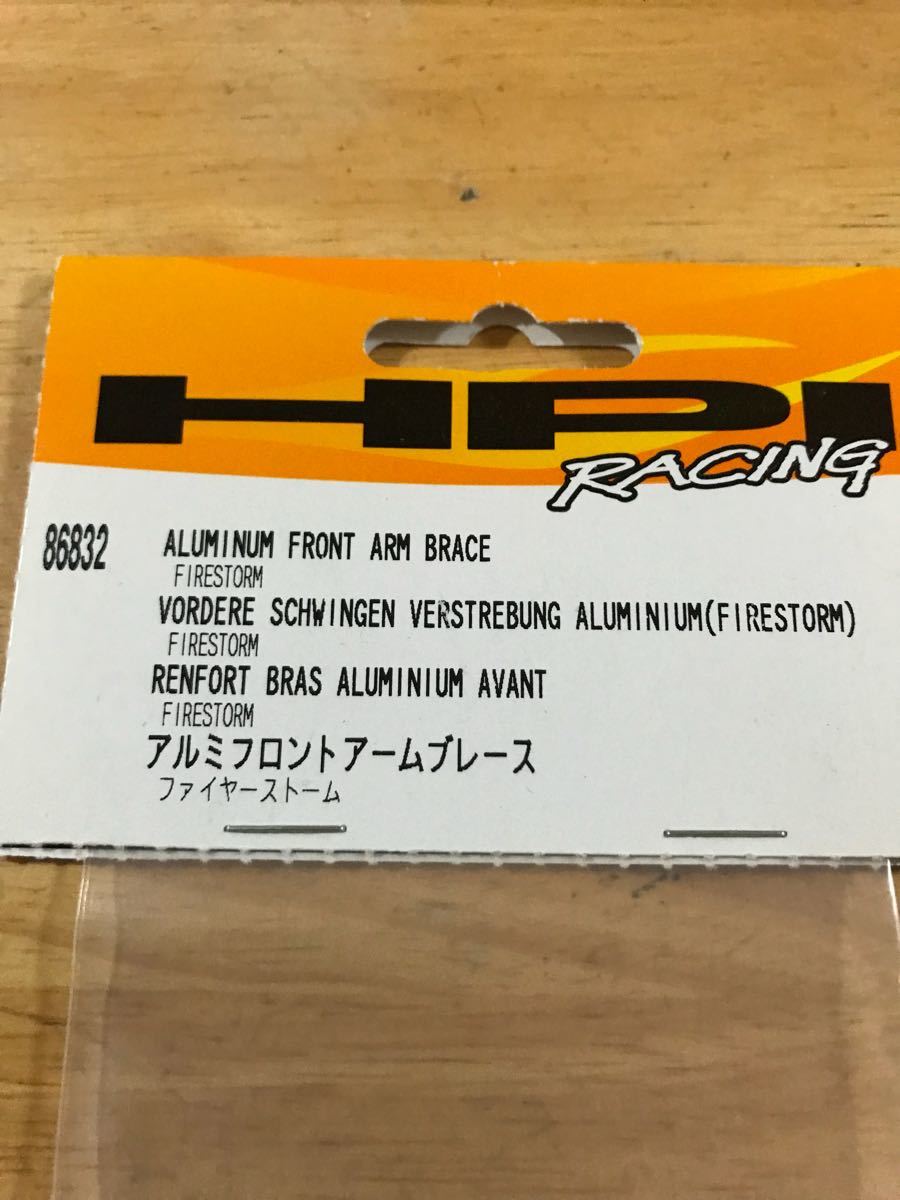 HPI
RACING
86832 ALUMINUM FRONT ARM BRACE
FIRESTORM
VORDERE SCHWINGEN VERSTREBUNG ALUMINIUM(FIRESTORM)
FIRESTORM
RENFORT BRAS ALUMINIUM AVANT
FIRESTORM
アルミフロントアームブレース
ファイヤーストーム